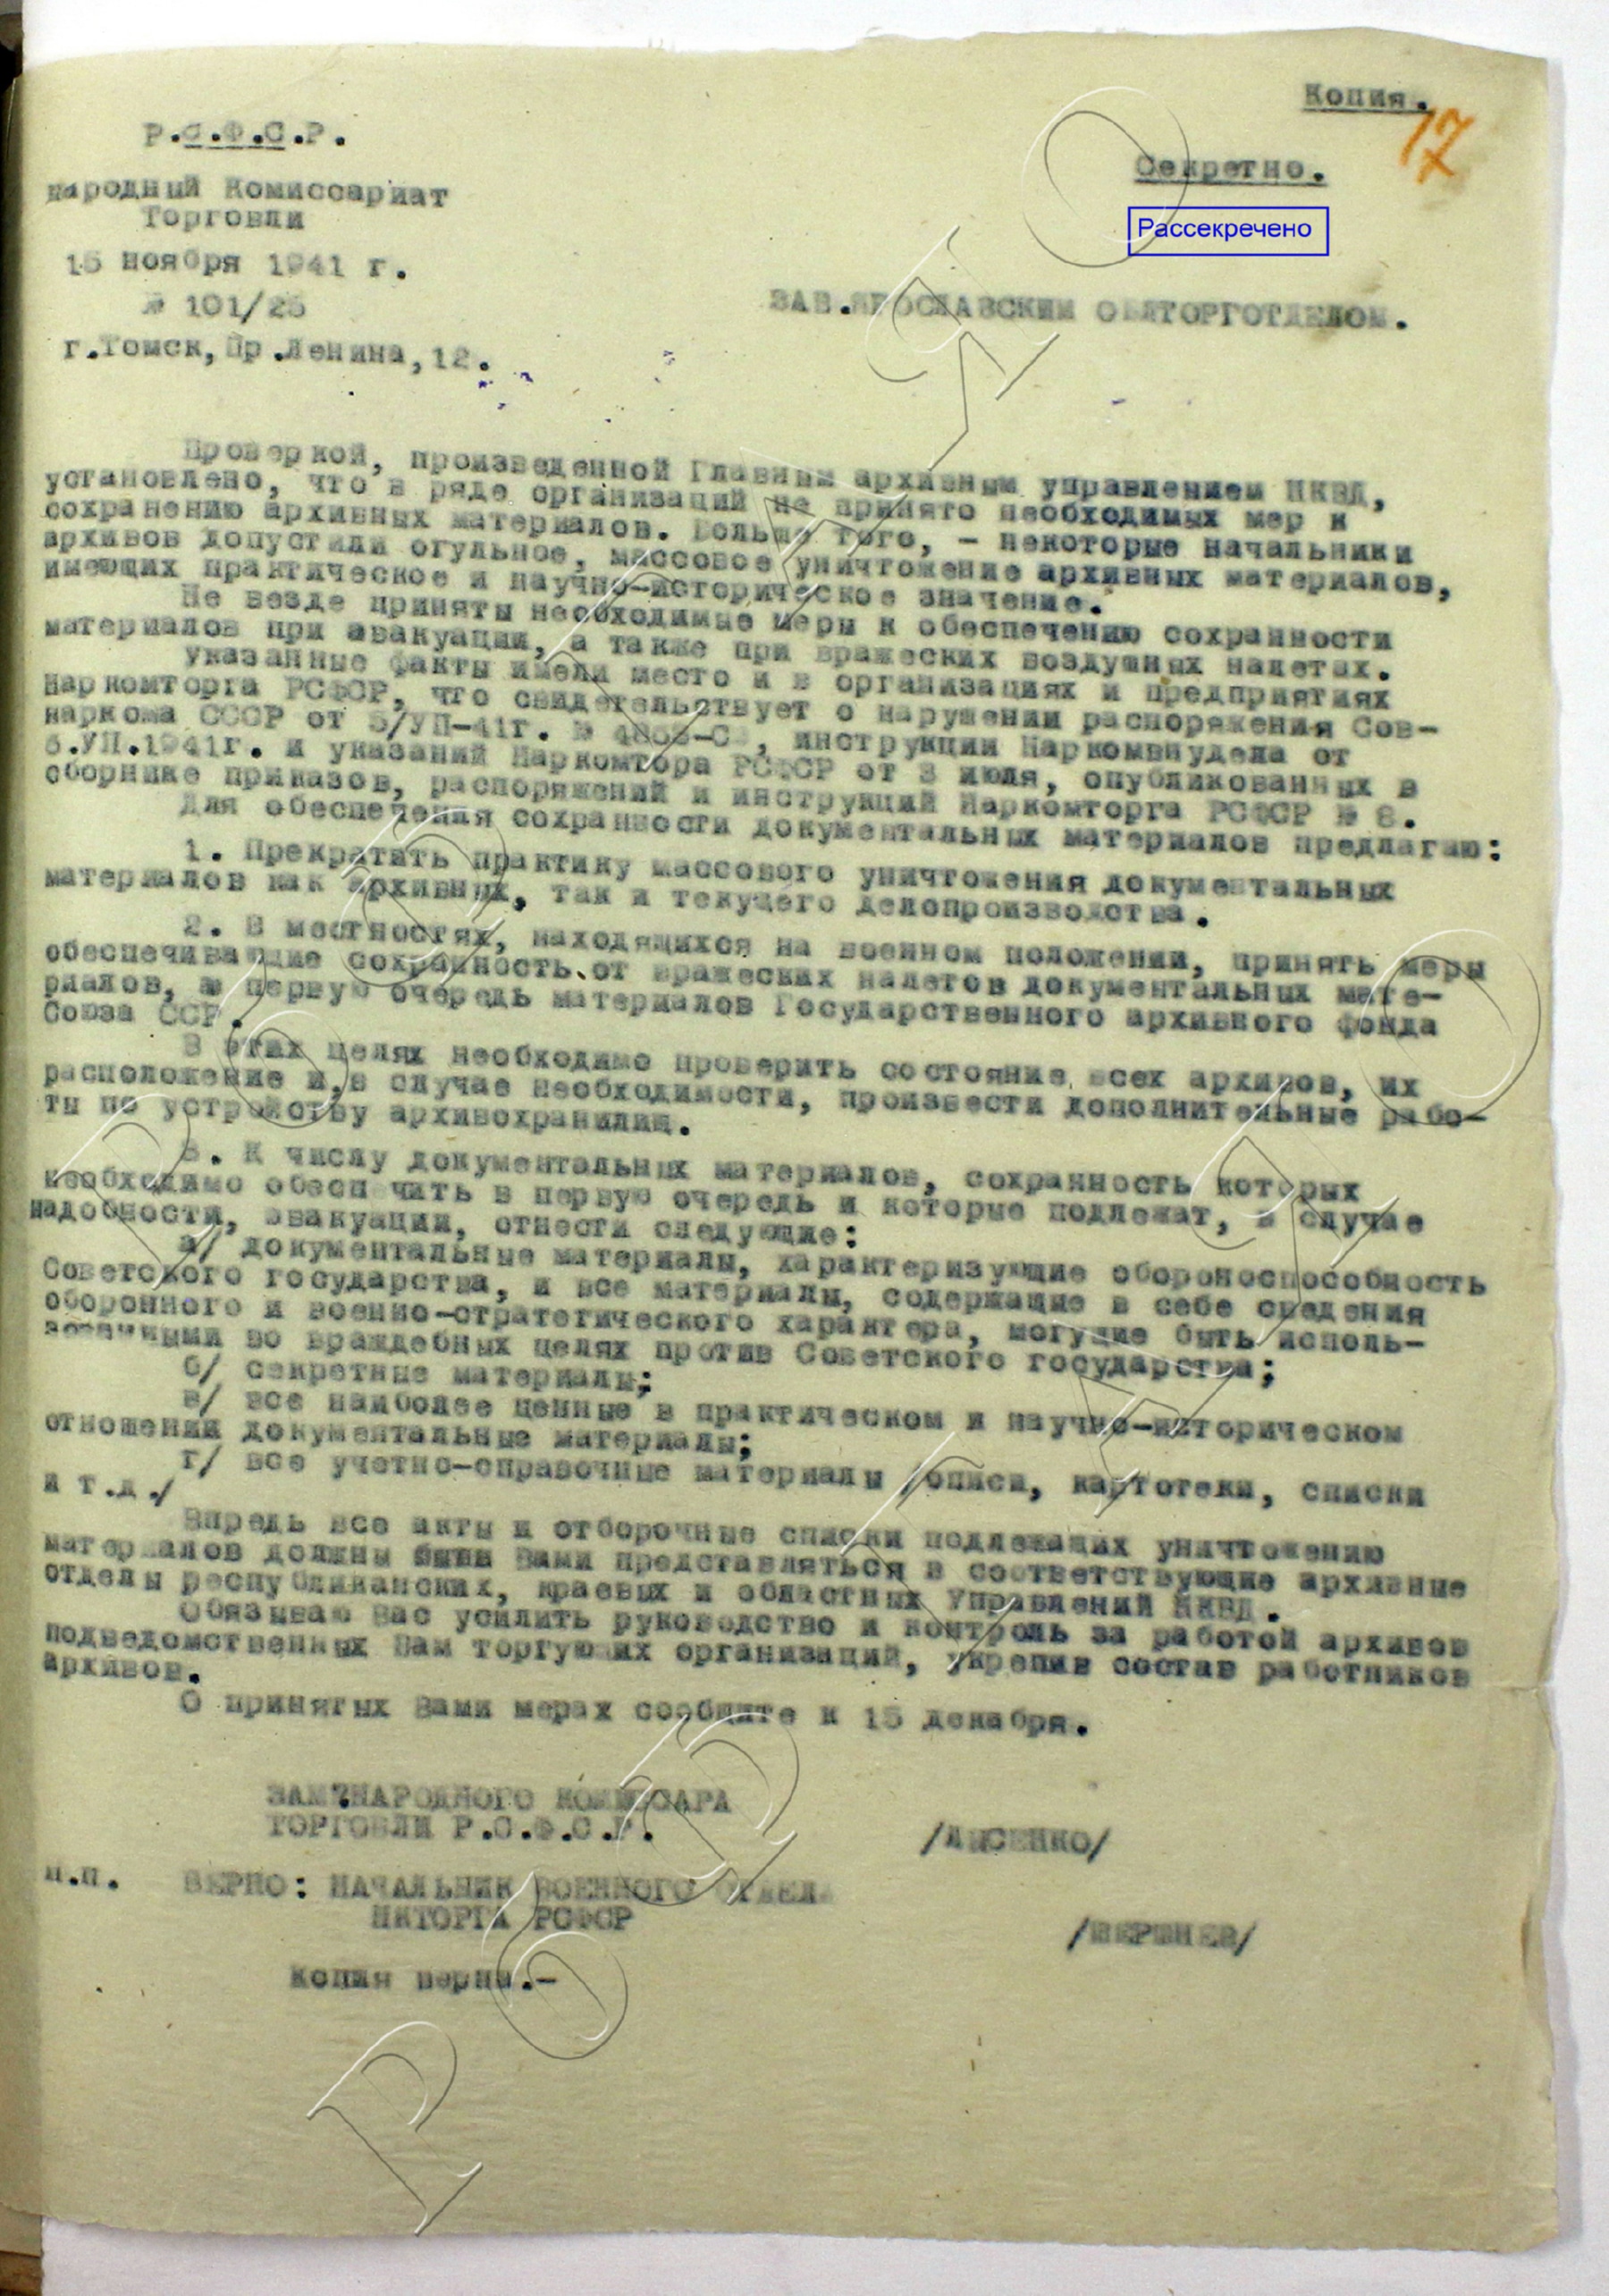 Копия.
17
Р.С.Ф.С.Р.
Секретно.
Народный Комиссариат
Торговли
Рассекречено
15 ноября 1941 г.
№ 101/25
ЗАВ.ЯРОСЛАВСКИМ ОБЛТОРГОТДЕЛОМ.
г.Томск, Пр.Ленина, 12.
Проверкой, произведенной Главным архивным управлением НКВД,
установлено, что в ряде организаций не принято необходимых мер к
сохранению архивных материалов. Больше того, - некоторые начальники
архивов допустили огульное, массовое уничтожение архивных материалов,
имеющих практическое и научно-историческое значение.
Не везде приняты необходимые меры к обеспечению сохранности
материалов при эвакуации, а также при вражеских воздушных налетах.
Указанные факты имели место и в организациях и предприятиях
Наркомторга РСФСР, что свидетельствует о нарушении распоряжения Сов-
наркома СССР от 5/УП-41г. №, инструкции Наркомвнудела от
5.УП.1941г. и указаний Наркомтора РСФСР от 3 июля, опубликованных в
сборнике приказов, распоряжений и инструкций Наркомторга РСФСР № 8.
Для обеспечения сохранности документальных материалов предлагаю:
1. Прекратить практику массового уничтожения документальных
материалов как архивных, так и текущего делопроизводства.
2. В местностях, находящихся на военном положении, принять меры
обеспечивающие сохранность от вражеских налетов документальных мате-
риалов, в первую очередь материалов Государственного архивного фонда
Союза ССР.
В этих целях необходимо проверить состояние всех архивов, их
расположение и, в случае необходимости, произвести дополнительные рабо-
ты по устройству архивохранилищ.
3. К числу документальных материалов, сохранность которых
необходимо обеспечить в первую очередь и которые подлежат, в случае
надобности, эвакуации, отнести следующие:
а/ документальные материалы, характеризующие обороноспособность
Советского государства, и все материалы, содержащие в себе сведения
оборонного и военно-стратегического характера, могущие быть исполь-
зованными во враждебных целях против Советского государства;
б/ секретные материалы;
в/ все наиболее ценные в практическом и научно-историческом
отношении документальные материалы;
г/ все учетно-справочные материалы /описи, картотеки, списки
и т.д./
Впредь все акты и отборочные списки подлежащих уничтожению
материалов должны быть Вами представляться в соответствующие архивные
отделы республиканских, краевых и областных Управлений НКВД.
Обязываю Вас усилить руководство и контроль за работой архивов
подведомственных Вам торгующих организаций, укрепив состав работников
архивов.
О принятых Вами мерах сообщите к 15 декабря.
ЗАМ.НАРОДНОГО КОМИССАРА
ТОРГОВЛИ Р.С.Ф.С.Р.
/ЛЫСЕНКО/
п.п. ВЕРНО: НАЧАЛЬНИК ВОЕННОГО ОТДЕЛА
НКТОРГА РСФСР
/ВЕРШНЕВ/
Копия верна.-